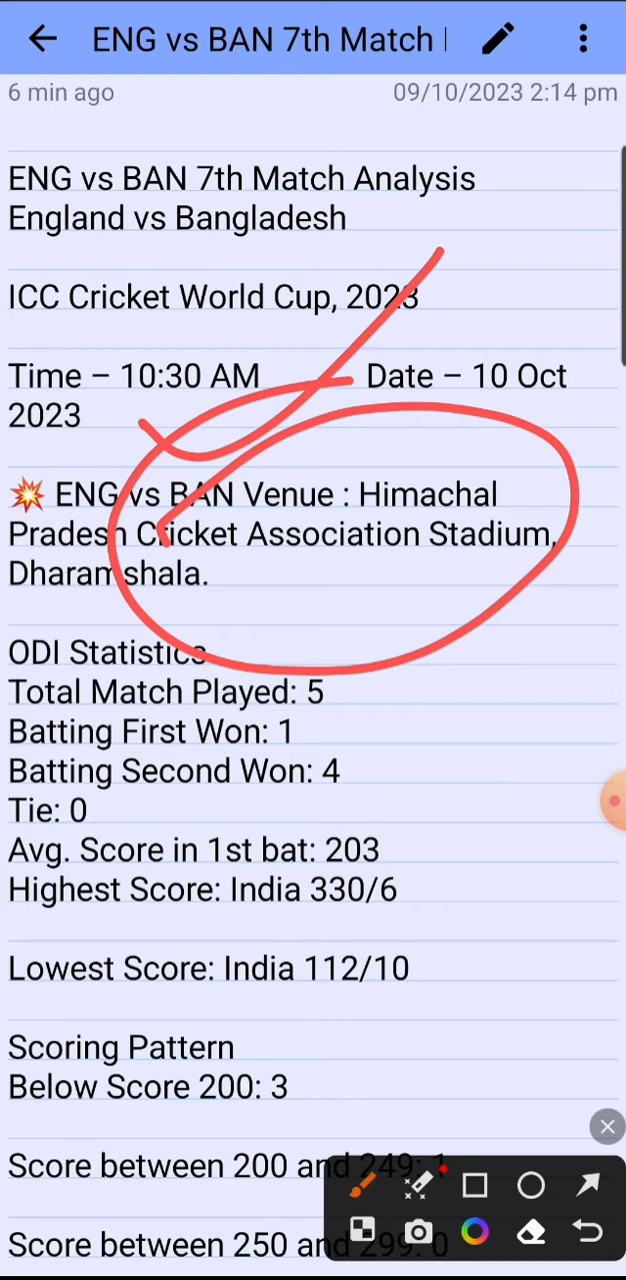 ENG vs BAN 7th Match
6 min ago 09/10/2023 2:14 pm
ENG vs BAN 7th Match Analysis
England vs Bangladesh
ICC Cricket World Cup, 2023
Time – 10:30 AM Date – 10 Oct
2023
💥 ENG vs BAN Venue : Himachal
Pradesh Cricket Association Stadium,
Dharamshala.
ODI Statistics
Total Match Played: 5
Batting First Won: 1
Batting Second Won: 4
Tie: 0
Avg. Score in 1st bat: 203
Highest Score: India 330/6
Lowest Score: India 112/10
Scoring Pattern
Below Score 200: 3
Score between 200 and 249: 1
Score between 250 and 299: 0